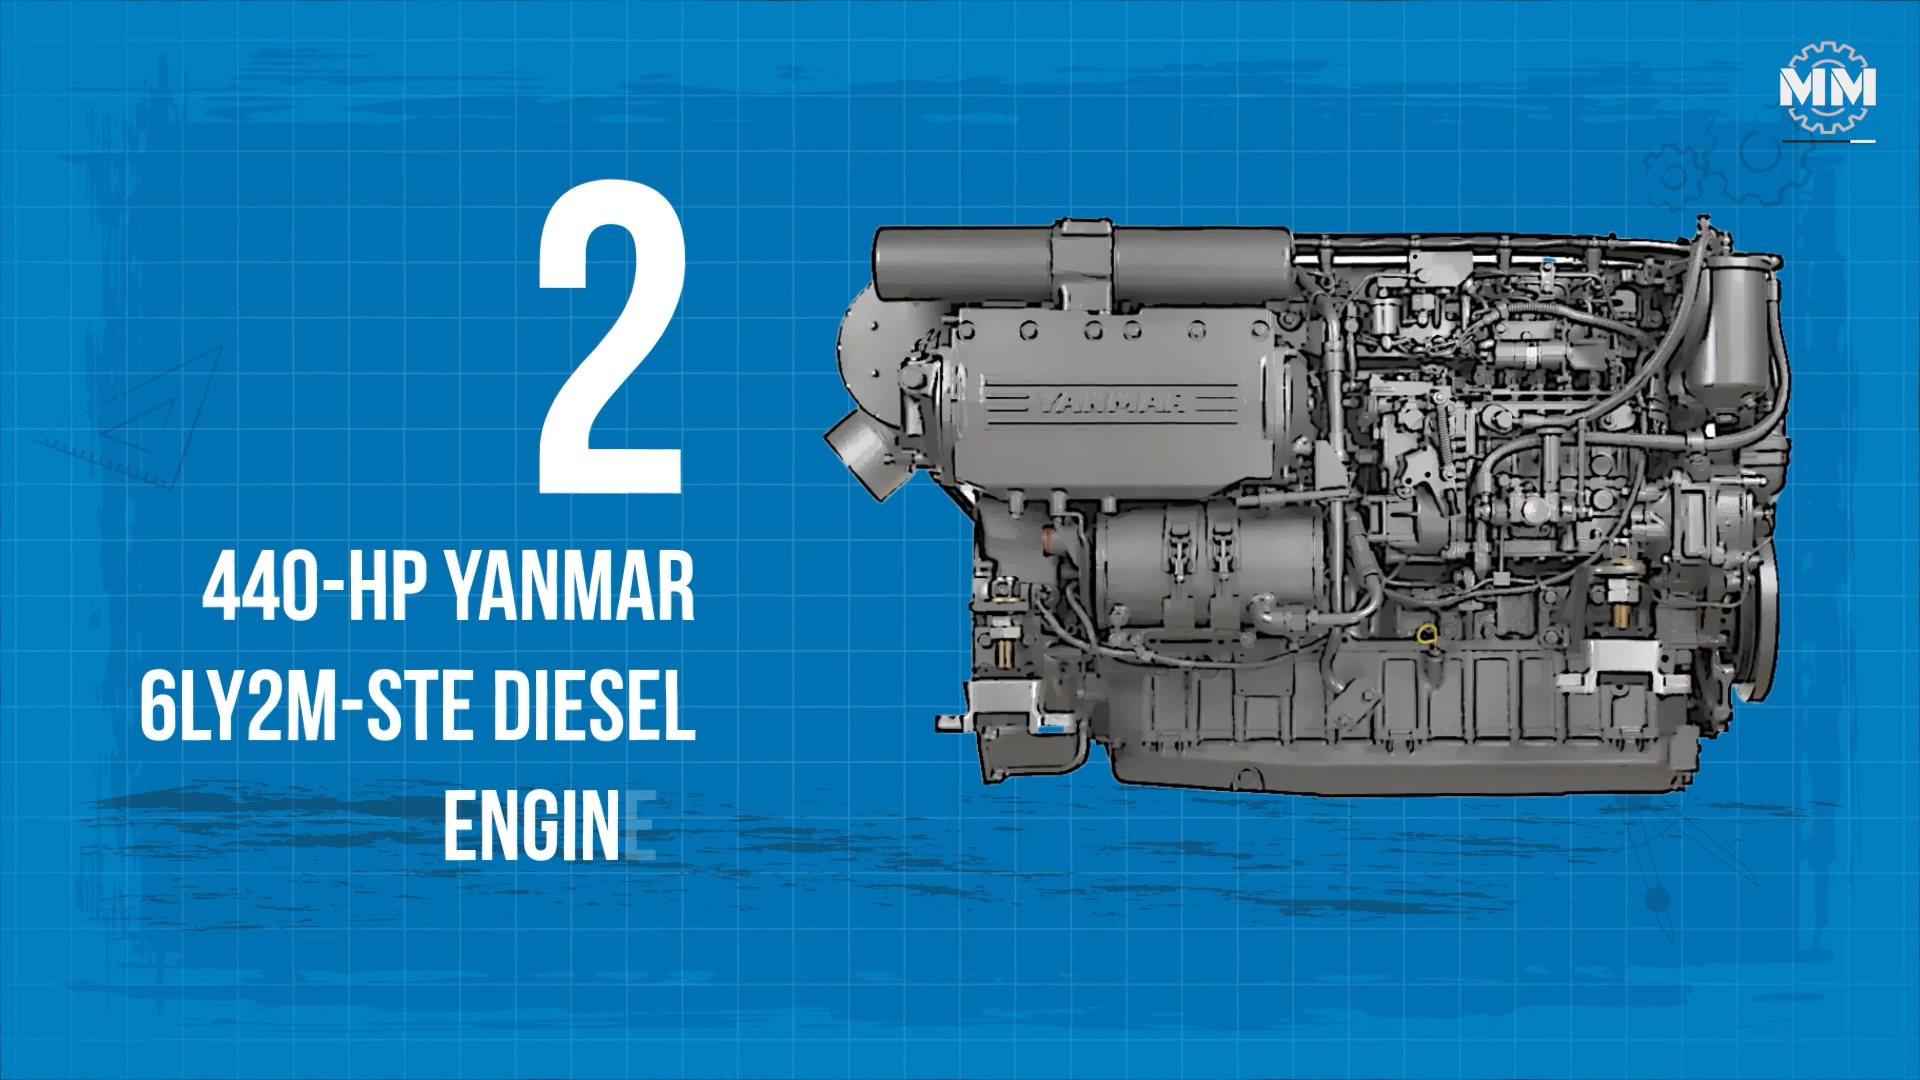 MM
2
440-HP YANMAR
6LY2M-STE DIESEL
ENGINE
YANMAR